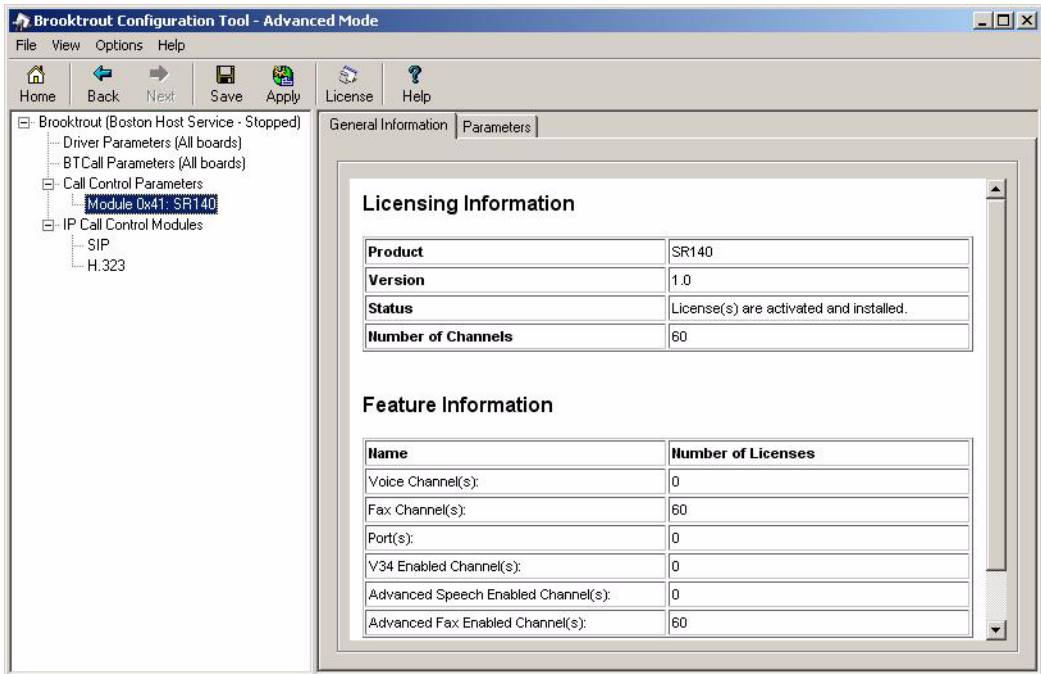 Brooktrout Configuration Tool - Advanced Mode
File View Options Help
Home Back Next Save Apply License Help
Brooktrout (Boston Host Service - Stopped)
Driver Parameters (All boards)
BTCall Parameters (All boards)
Call Control Parameters
Module 0x41: SR140
IP Call Control Modules
SIP
H.323
General Information Parameters
Licensing Information
Product SR140
Version 1.0
Status License(s) are activated and installed.
Number of Channels 60
Feature Information
Name Number of Licenses
Voice Channel(s): 0
Fax Channel(s): 60
Port(s): 0
V34 Enabled Channel(s): 0
Advanced Speech Enabled Channel(s): 0
Advanced Fax Enabled Channel(s): 60